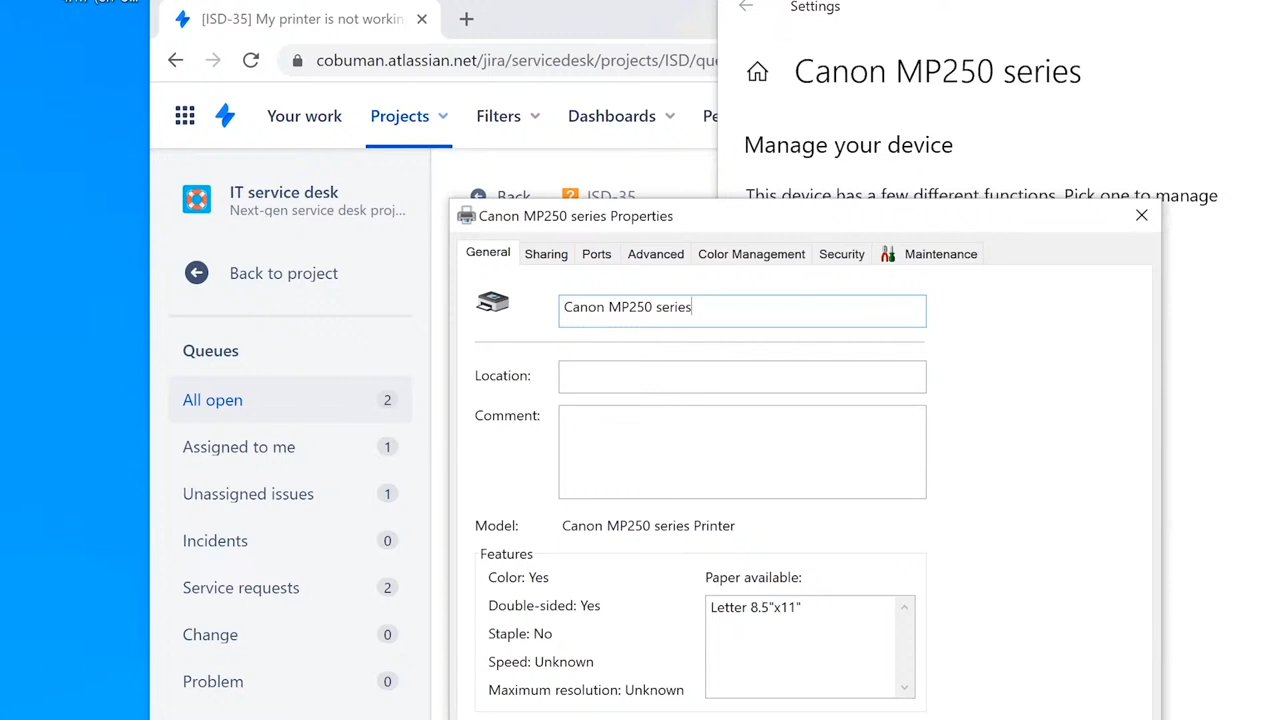 [ISD-35] My printer is not workin
Settings
cobuman.atlassian.net/jira/servicedesk/projects/ISD/qu
Canon MP250 series
Your work
Projects
Filters
Dashboards
Manage your device
IT service desk
Next-gen service desk proj...
Back
ISD-35
This device has a few different functions. Pick one to manage
Canon MP250 series Properties
General
Sharing
Ports
Advanced
Color Management
Security
Maintenance
Back to project
Canon MP250 series
Queues
Location:
All open 2
Comment:
Assigned to me 1
Unassigned issues 1
Model: Canon MP250 series Printer
Incidents 0
Features
Color: Yes
Paper available:
Service requests 2
Double-sided: Yes
Letter 8.5"x11"
Staple: No
Change 0
Speed: Unknown
Problem 0
Maximum resolution: Unknown